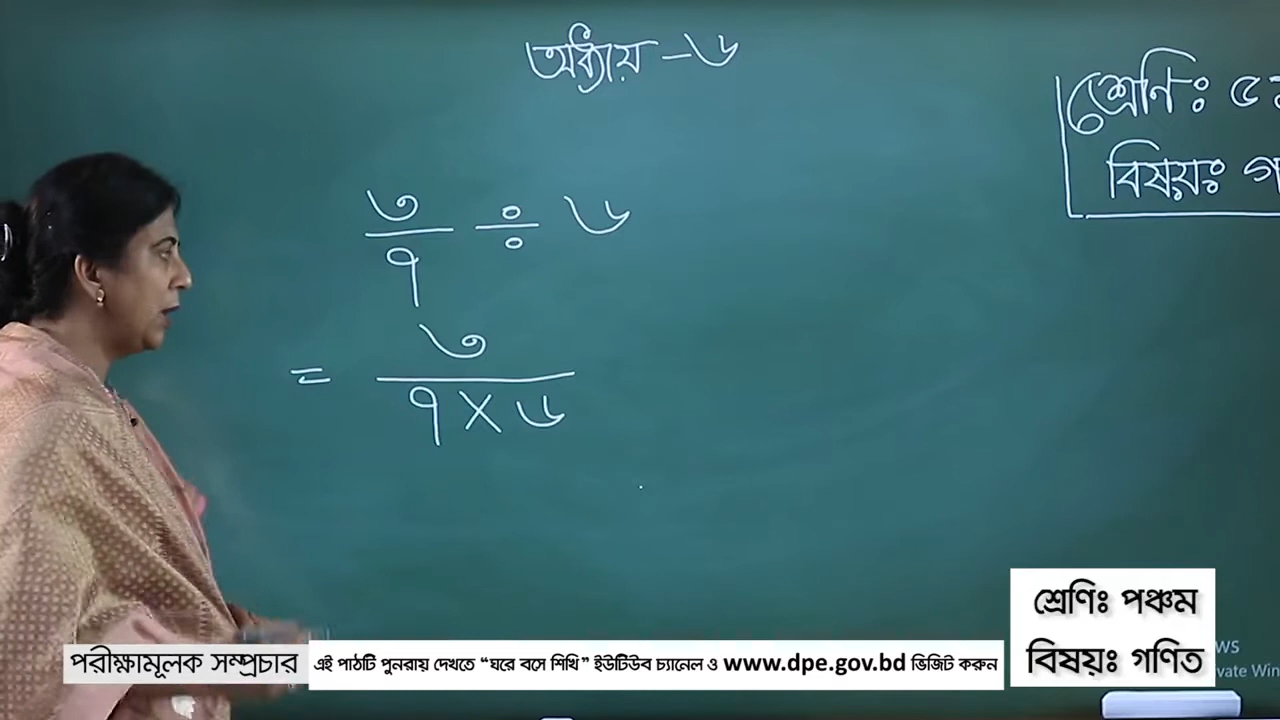 অধ্যায় - ৬
শ্রেণি: ৫
বিষয়ঃ গ
৩/৭ ÷ ৬
= ৩/৭×৬
শ্রেণিঃ পঞ্চম
বিষয়ঃ গণিত
পরীক্ষামূলক সম্প্রচার
এই পাঠটি পুনরায় দেখতে “ঘরে বসে শিখি” ইউটিউব চ্যানেল ও www.dpe.gov.bd ভিজিট করুন